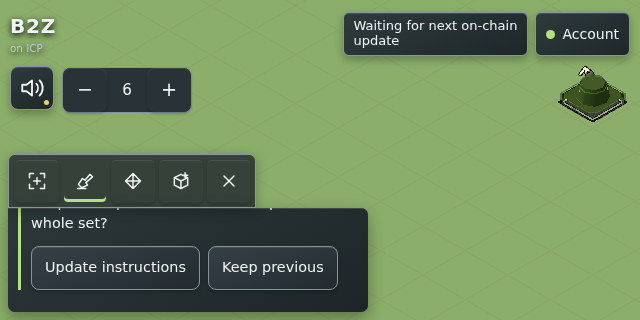 B2Z
on ICP
Waiting for next on-chain
update
Account
− 6 +
whole set?
Update instructions
Keep previous